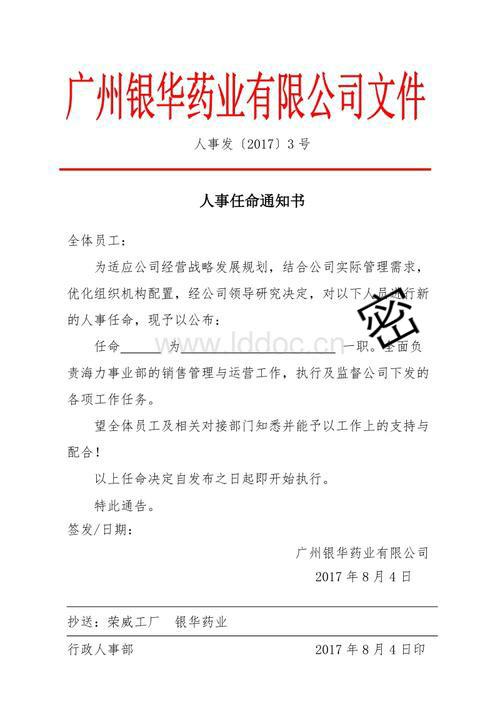 广州银华药业有限公司文件
人事发〔2017〕3 号
人事任命通知书
全体员工：
为适应公司经营战略发展规划，结合公司实际管理需求，
优化组织机构配置，经公司领导研究决定，对以下人员进行新
的人事任命，现予以公布：
密
任命______为______________________一职。全面负
www.lddoc.cn
责海力事业部的销售管理与运营工作，执行及监督公司下发的
各项工作任务。
望全体员工及相关对接部门知悉并能予以工作上的支持与
配合！
以上任命决定自发布之日起即开始执行。
特此通告。
签发/日期：
广州银华药业有限公司
2017 年 8 月 4 日
抄送：荣威工厂　银华药业
行政人事部　2017 年 8 月 4 日印